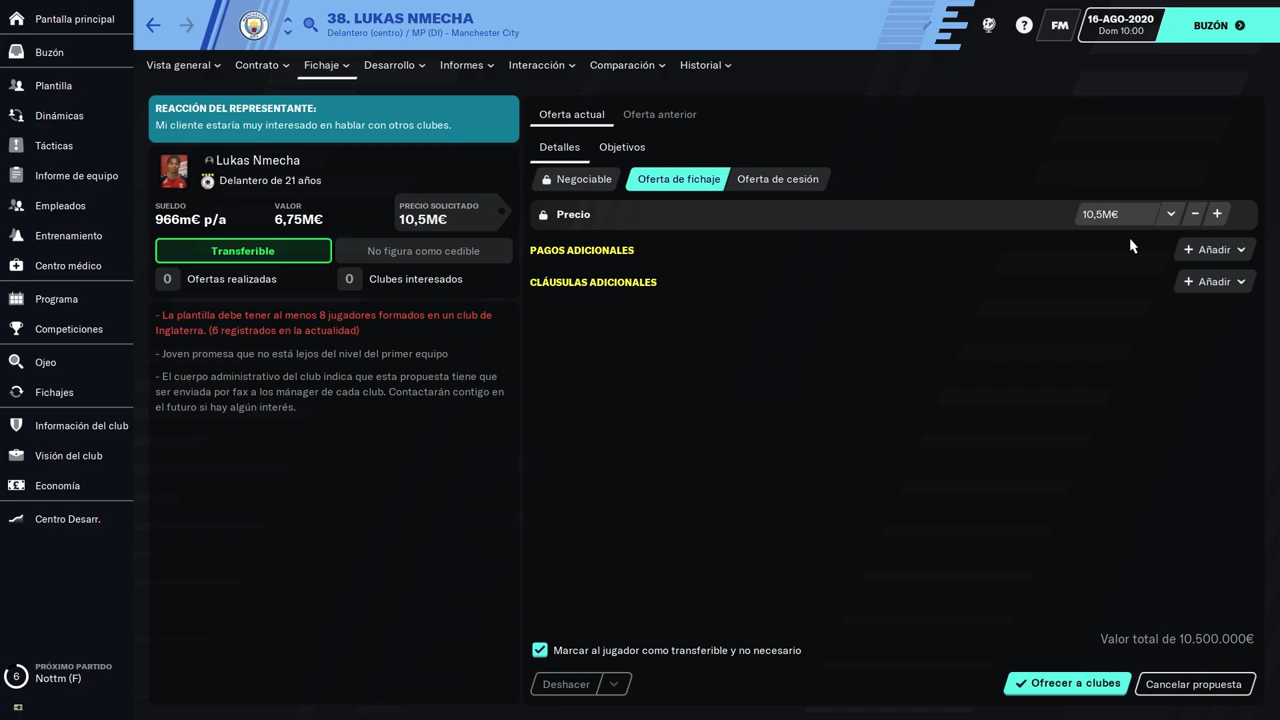 Pantalla principal
Buzón
Plantilla
Dinámicas
Tácticas
Informe de equipo
Empleados
Entrenamiento
Centro médico
Programa
Competiciones
Ojeo
Fichajes
Información del club
Visión del club
Economía
Centro Desarr.
6
PRÓXIMO PARTIDO
Nottm (F)
38. LUKAS NMECHA
Delantero (centro) / MP (DI) - Manchester City
?
FM
16-AGO-2020
Dom 10:00
BUZÓN
Vista general
Contrato
Fichaje
Desarrollo
Informes
Interacción
Comparación
Historial
REACCIÓN DEL REPRESENTANTE:
Mi cliente estaría muy interesado en hablar con otros clubes.
Lukas Nmecha
Delantero de 21 años
SUELDO
966m€ p/a
VALOR
6,75M€
PRECIO SOLICITADO
10,5M€
Transferible
No figura como cedible
0 Ofertas realizadas
0 Clubes interesados
- La plantilla debe tener al menos 8 jugadores formados en un club de
Inglaterra. (6 registrados en la actualidad)
- Joven promesa que no está lejos del nivel del primer equipo
- El cuerpo administrativo del club indica que esta propuesta tiene que
ser enviada por fax a los mánager de cada club. Contactarán contigo en
el futuro si hay algún interés.
Oferta actual
Oferta anterior
Detalles
Objetivos
Negociable
Oferta de fichaje
Oferta de cesión
Precio
10,5M€
PAGOS ADICIONALES
+ Añadir
CLÁUSULAS ADICIONALES
+ Añadir
Valor total de 10.500.000€
Marcar al jugador como transferible y no necesario
Deshacer
Ofrecer a clubes
Cancelar propuesta